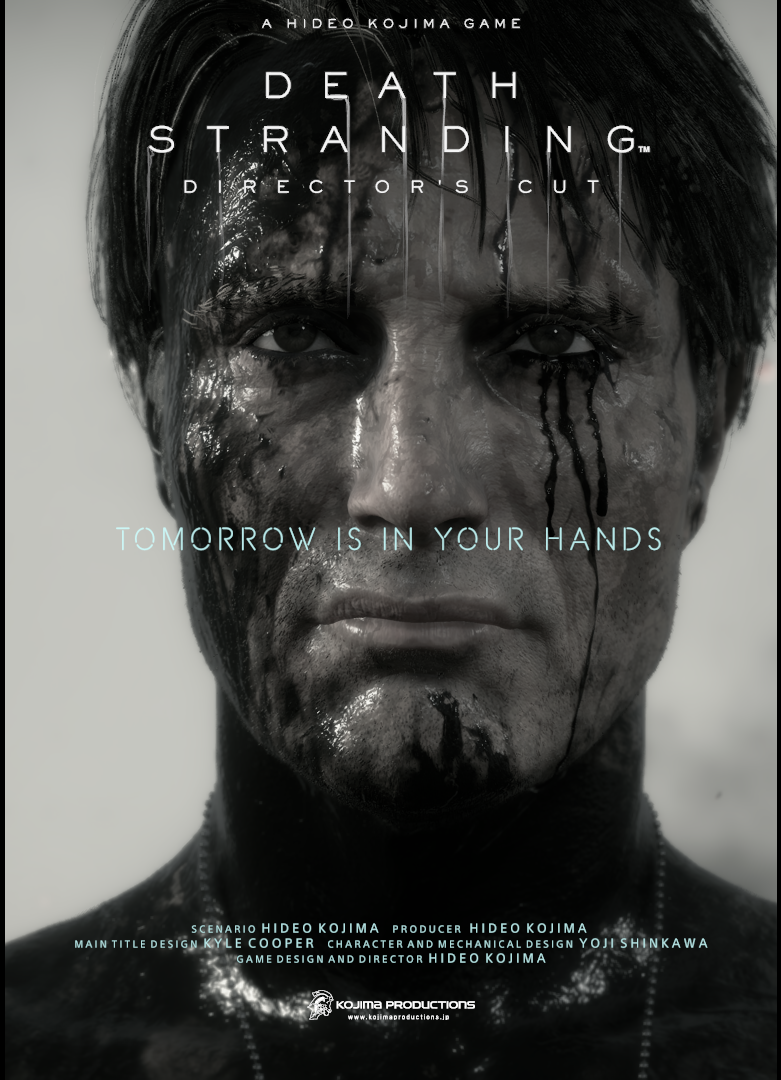 A HIDEO KOJIMA GAME
DEATH
STRANDING™
DIRECTOR'S CUT
TOMORROW IS IN YOUR HANDS
SCENARIO HIDEO KOJIMA PRODUCER HIDEO KOJIMA
MAIN TITLE DESIGN KYLE COOPER CHARACTER AND MECHANICAL DESIGN YOJI SHINKAWA
GAME DESIGN AND DIRECTOR HIDEO KOJIMA
KOJIMA PRODUCTIONS
www.kojimaproductions.jp